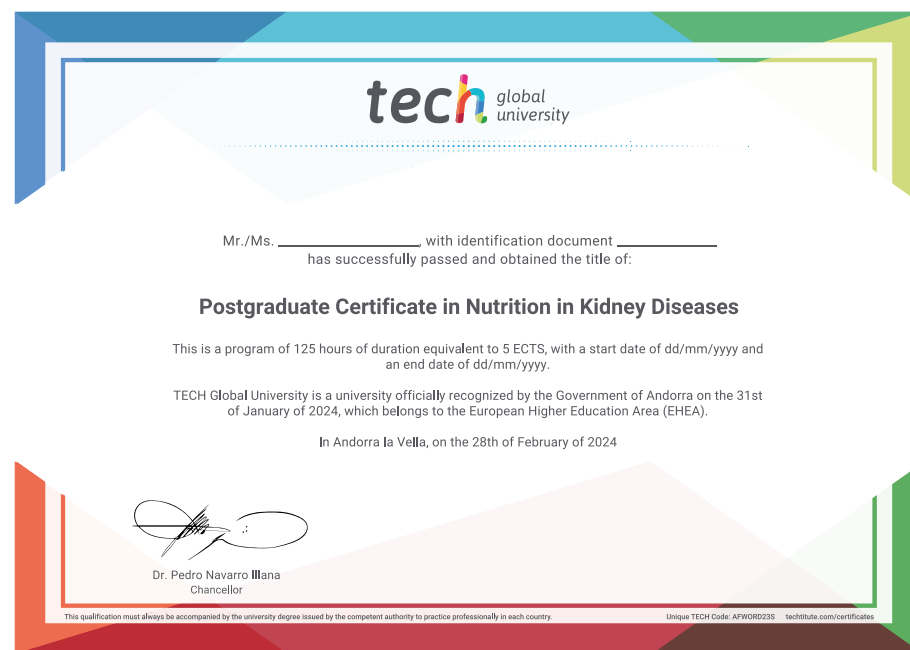 tech global university
Mr./Ms. ____________, with identification document ____________
has successfully passed and obtained the title of:
Postgraduate Certificate in Nutrition in Kidney Diseases
This is a program of 125 hours of duration equivalent to 5 ECTS, with a start date of dd/mm/yyyy and
an end date of dd/mm/yyyy.
TECH Global University is a university officially recognized by the Government of Andorra on the 31st
of January of 2024, which belongs to the European Higher Education Area (EHEA).
In Andorra la Vella, on the 28th of February of 2024
Dr. Pedro Navarro Illana
Chancellor
This qualification must always be accompanied by the university degree issued by the competent authority to practice professionally in each country.
Unique TECH Code: AFWORD23S techtitute.com/certificates